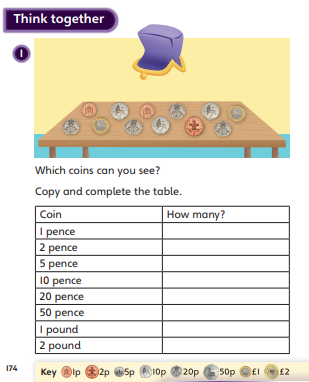 Think together
1
Which coins can you see?
Copy and complete the table.
Coin How many?
1 pence
2 pence
5 pence
10 pence
20 pence
50 pence
1 pound
2 pound
174 Key 1p 2p 5p 10p 20p 50p £1 £2